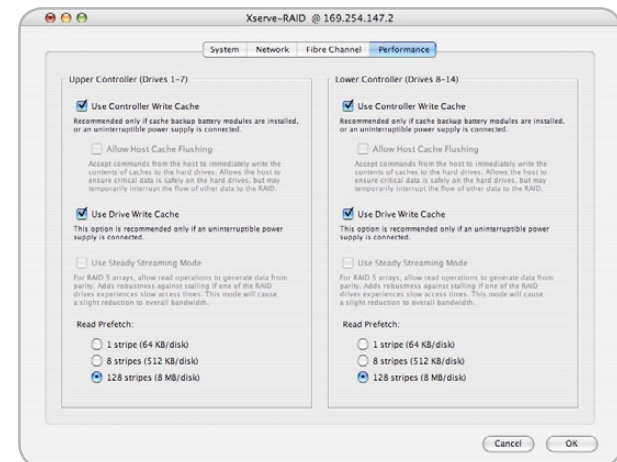 Xserve-RAID @ 169.254.147.2
System Network Fibre Channel Performance
Upper Controller (Drives 1-7)
Use Controller Write Cache
Recommended only if cache backup battery modules are installed,
or an uninterruptible power supply is connected.
Allow Host Cache Flushing
Accept commands from the host to immediately write the
contents of caches to the hard drives. Allows the host to
ensure critical data is safely on the hard drives, but may
temporarily interrupt the flow of other data to the RAID.
Use Drive Write Cache
This option is recommended only if an uninterruptible power
supply is connected.
Use Steady Streaming Mode
For RAID 5 arrays, allow read operations to generate data from
parity. Adds robustness against stalling if one of the RAID
drives experiences slow access times. This mode will cause
a slight reduction to overall bandwidth.
Read Prefetch:
1 stripe (64 KB/disk)
8 stripes (512 KB/disk)
128 stripes (8 MB/disk)
Lower Controller (Drives 8-14)
Use Controller Write Cache
Recommended only if cache backup battery modules are installed,
or an uninterruptible power supply is connected.
Allow Host Cache Flushing
Accept commands from the host to immediately write the
contents of caches to the hard drives. Allows the host to
ensure critical data is safely on the hard drives, but may
temporarily interrupt the flow of other data to the RAID.
Use Drive Write Cache
This option is recommended only if an uninterruptible power
supply is connected.
Use Steady Streaming Mode
For RAID 5 arrays, allow read operations to generate data from
parity. Adds robustness against stalling if one of the RAID
drives experiences slow access times. This mode will cause
a slight reduction to overall bandwidth.
Read Prefetch:
1 stripe (64 KB/disk)
8 stripes (512 KB/disk)
128 stripes (8 MB/disk)
Cancel OK